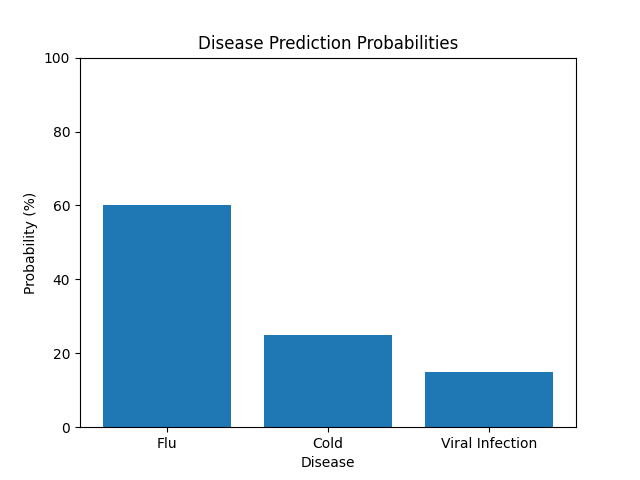 Disease Prediction Probabilities
Probability (%)
100
80
60
40
20
0
Flu
Cold
Viral Infection
Disease